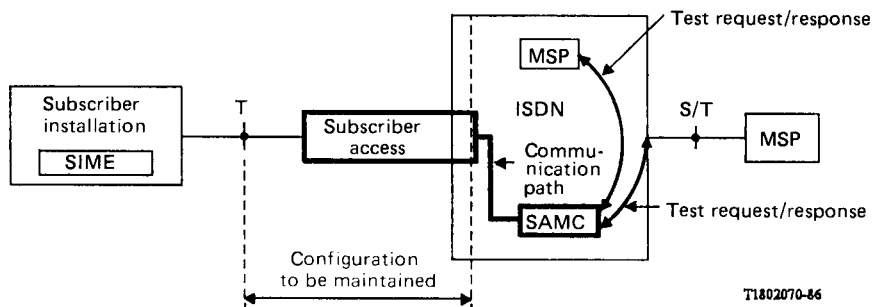 Test request/response
MSP
Subscriber
installation
SIME
T
Subscriber
access
ISDN
Commu-
nication
path
S/T
MSP
SAMC
Test request/response
Configuration
to be maintained
T1802070-86